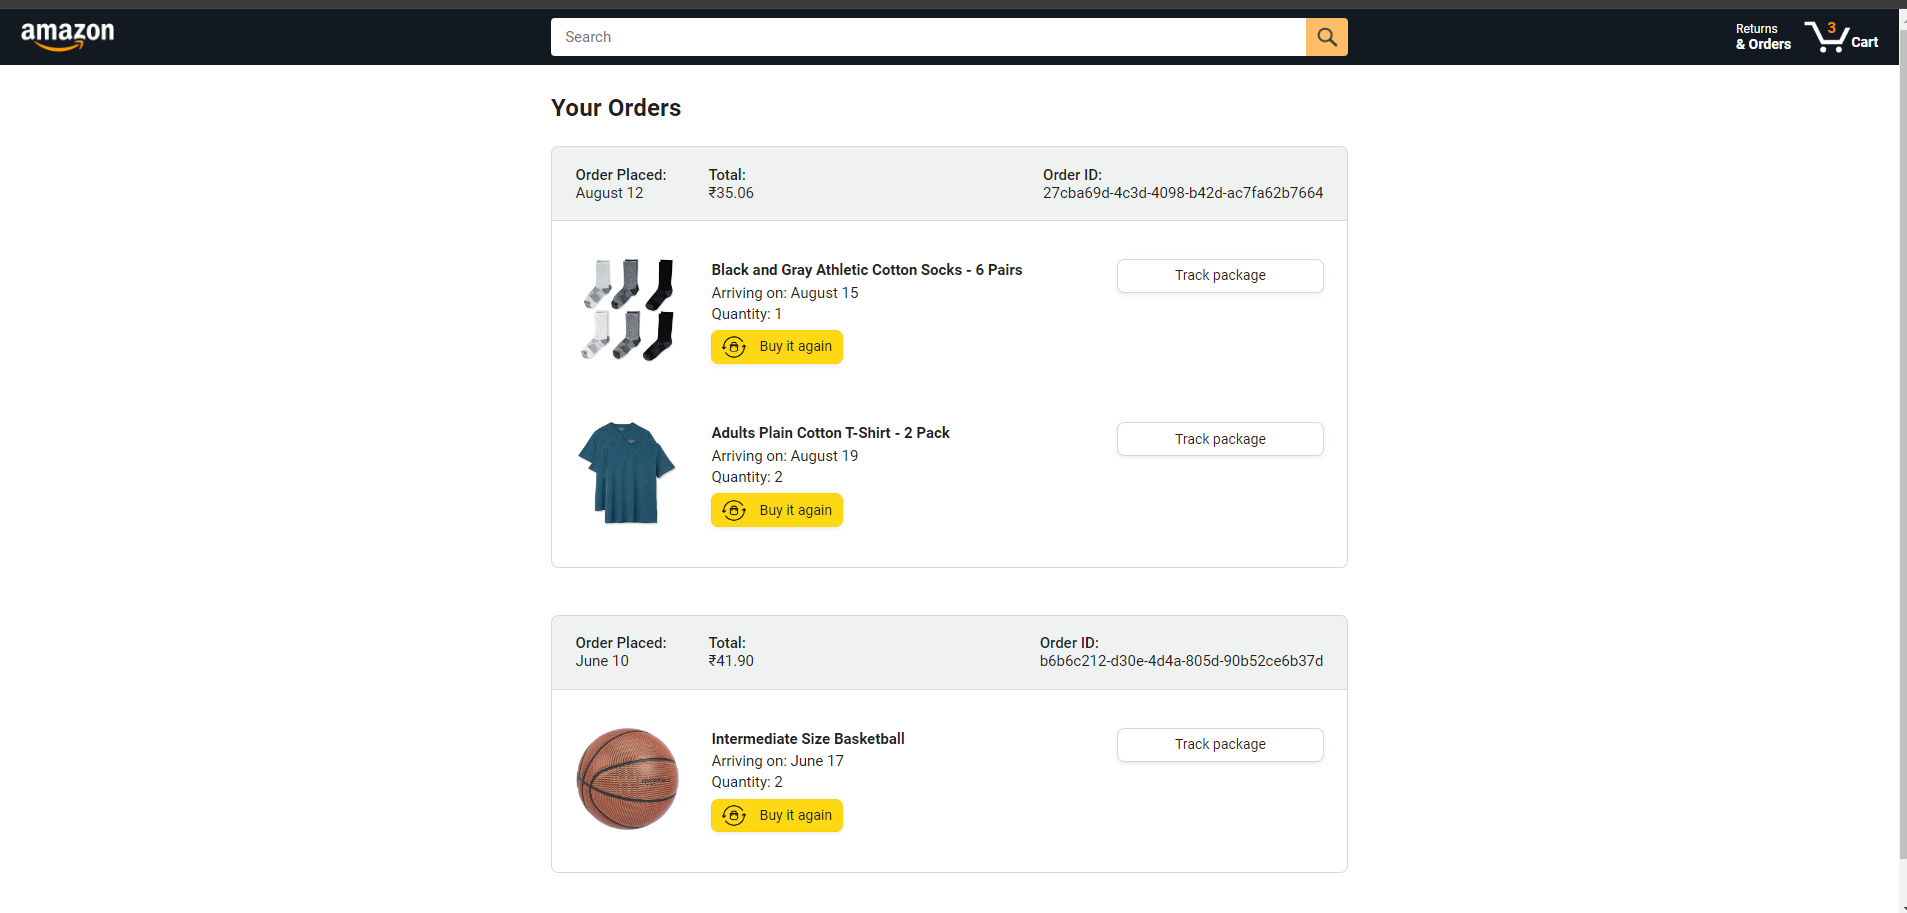 amazon
Search
Returns
& Orders
3
Cart
Your Orders
Order Placed:
August 12
Total:
₹35.06
Order ID:
27cba69d-4c3d-4098-b42d-ac7fa62b7664
Black and Gray Athletic Cotton Socks - 6 Pairs
Arriving on: August 15
Quantity: 1
Buy it again
Track package
Adults Plain Cotton T-Shirt - 2 Pack
Arriving on: August 19
Quantity: 2
Buy it again
Track package
Order Placed:
June 10
Total:
₹41.90
Order ID:
b6b6c212-d30e-4d4a-805d-90b52ce6b37d
Intermediate Size Basketball
Arriving on: June 17
Quantity: 2
Buy it again
Track package